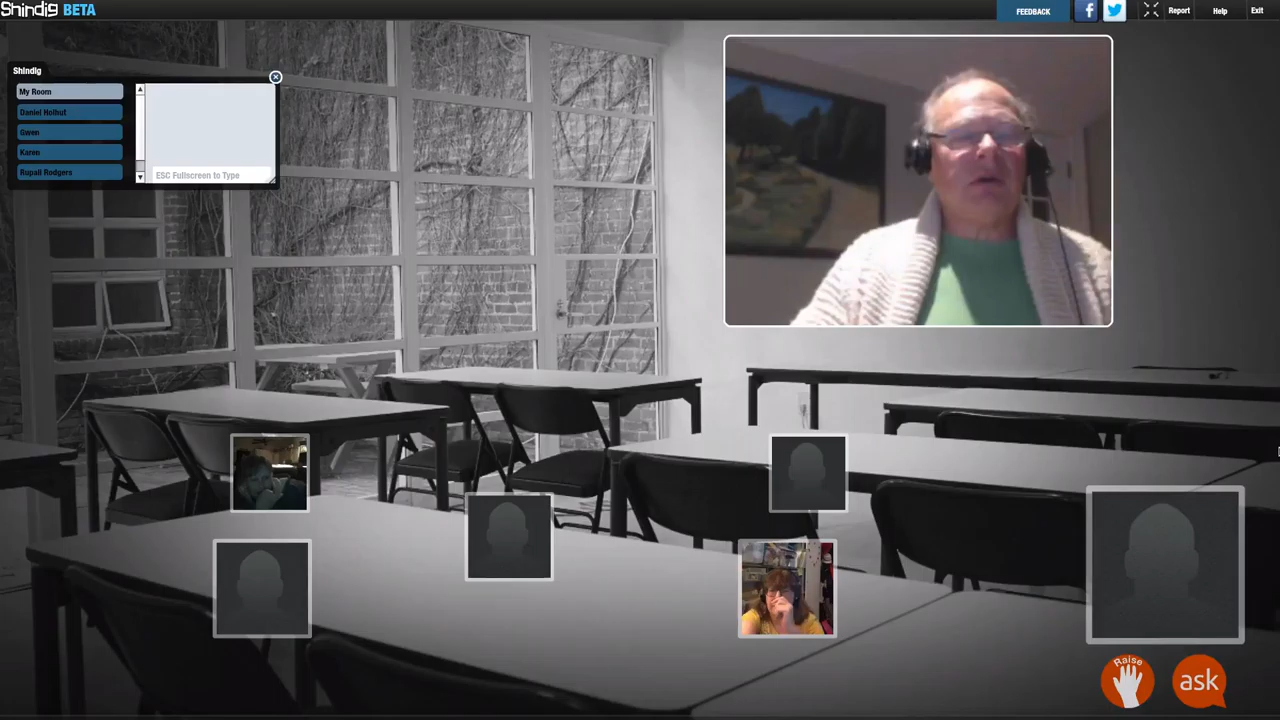 Shindig BETA
FEEDBACK
Report
Help
Exit
Shindig
My Room
Daniel Holhut
Gwen
Karen
Rupali Rodgers
ESC Fullscreen to Type
Raise
ask